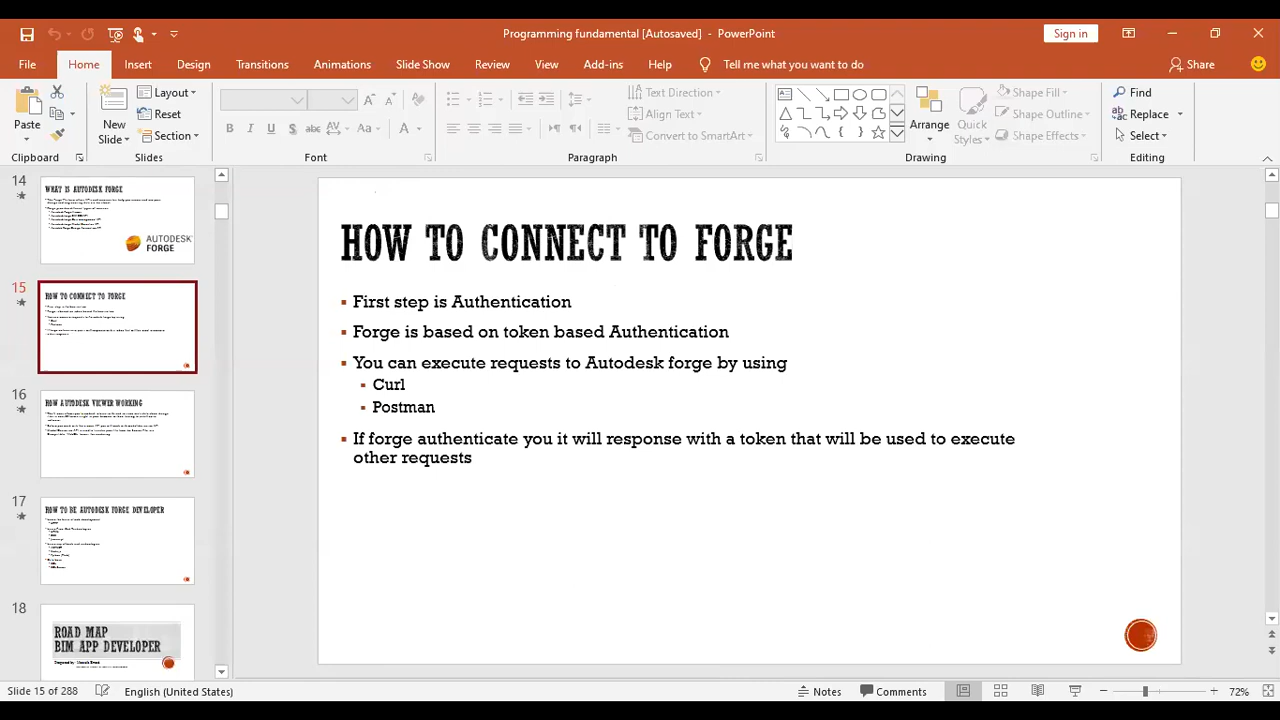 Programming fundamental [Autosaved] - PowerPoint
Sign in
File Home Insert Design Transitions Animations Slide Show Review View Add-ins Help Tell me what you want to do Share
Paste
New Slide
Layout
Reset
Section
Text Direction
Align Text
Convert to SmartArt
Arrange
Quick Styles
Shape Fill
Shape Outline
Shape Effects
Find
Replace
Select
Clipboard Slides Font Paragraph Drawing Editing
14
WHAT IS AUTODESK FORGE
AUTODESK
FORGE
15
HOW TO CONNECT TO FORGE
16
HOW AUTODESK VIEWER WORKING
17
HOW TO BE AUTODESK FORGE DEVELOPER
18
ROAD MAP
BIM APP DEVELOPER
HOW TO CONNECT TO FORGE
First step is Authentication
Forge is based on token based Authentication
You can execute requests to Autodesk forge by using
Curl
Postman
If forge authenticate you it will response with a token that will be used to execute
other requests
Slide 15 of 288 English (United States) Notes Comments 72%